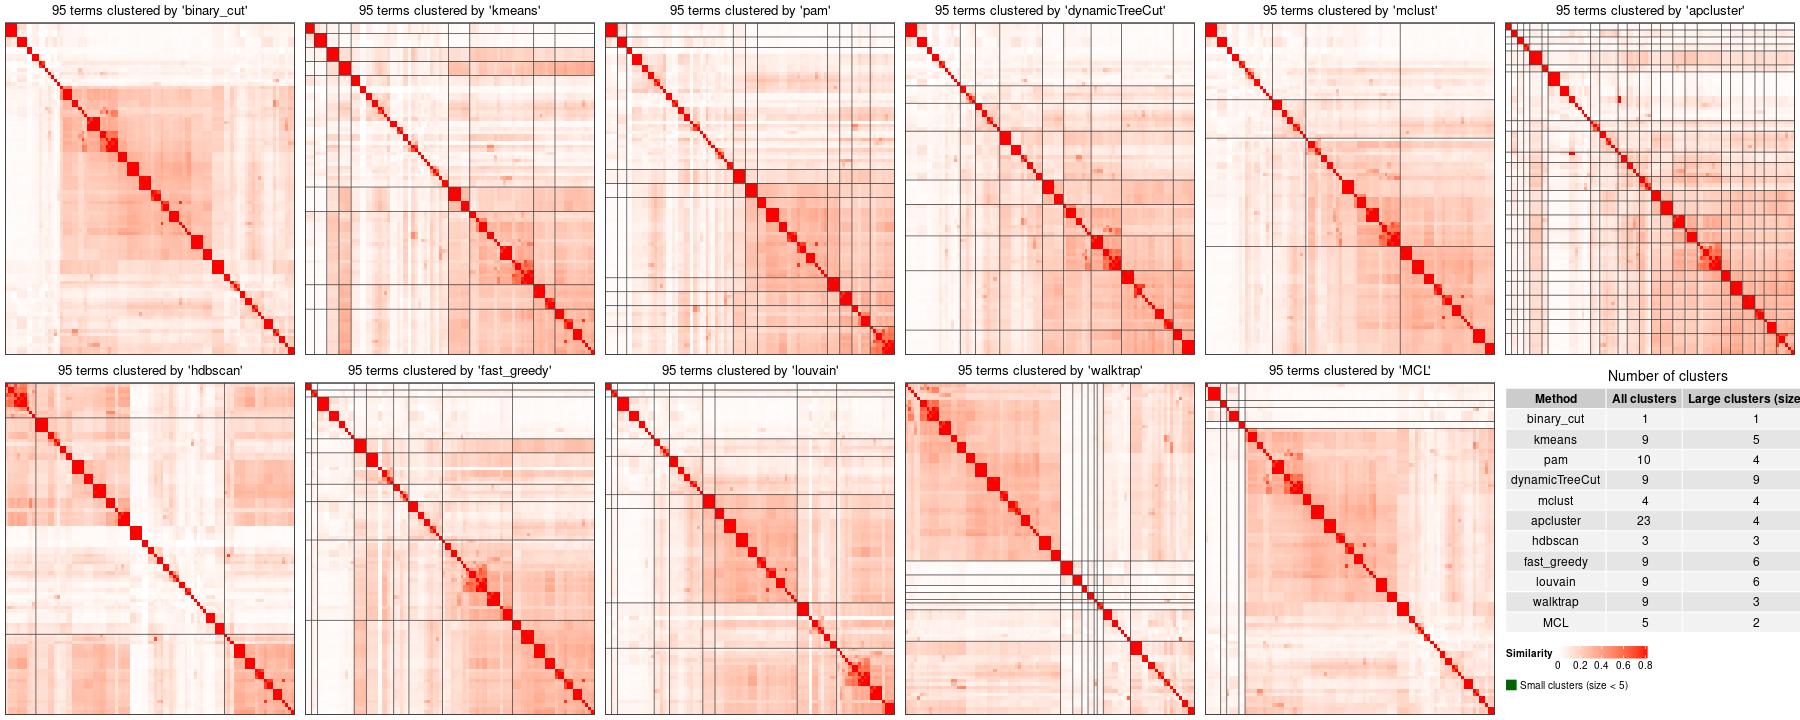 95 terms clustered by 'binary_cut'
95 terms clustered by 'kmeans'
95 terms clustered by 'pam'
95 terms clustered by 'dynamicTreeCut'
95 terms clustered by 'mclust'
95 terms clustered by 'apcluster'
95 terms clustered by 'hdbscan'
95 terms clustered by 'fast_greedy'
95 terms clustered by 'louvain'
95 terms clustered by 'walktrap'
95 terms clustered by 'MCL'
Number of clusters
Method All clusters Large clusters (size
binary_cut 1 1
kmeans 9 5
pam 10 4
dynamicTreeCut 9 9
mclust 4 4
apcluster 23 4
hdbscan 3 3
fast_greedy 9 6
louvain 9 6
walktrap 9 3
MCL 5 2
Similarity
0 0.2 0.4 0.6 0.8
Small clusters (size < 5)